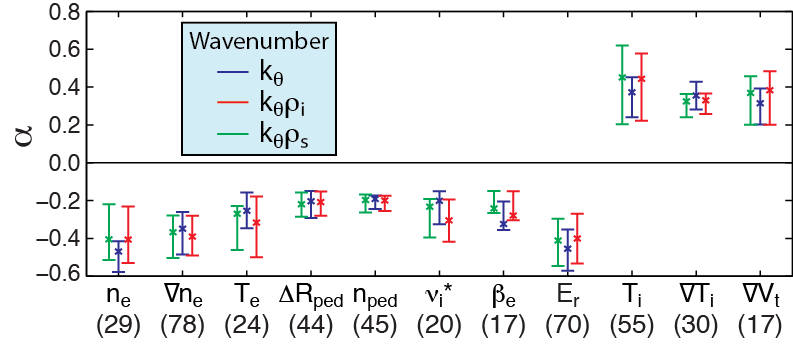 0.8
0.6
0.4
0.2
0.0
−0.2
−0.4
−0.6
α
Wavenumber
kθ
kθρi
kθρs
ne ∇ne Te ΔRped nped νi* βe Er Ti ∇Ti ∇Vt
(29) (78) (24) (44) (45) (20) (17) (70) (55) (30) (17)